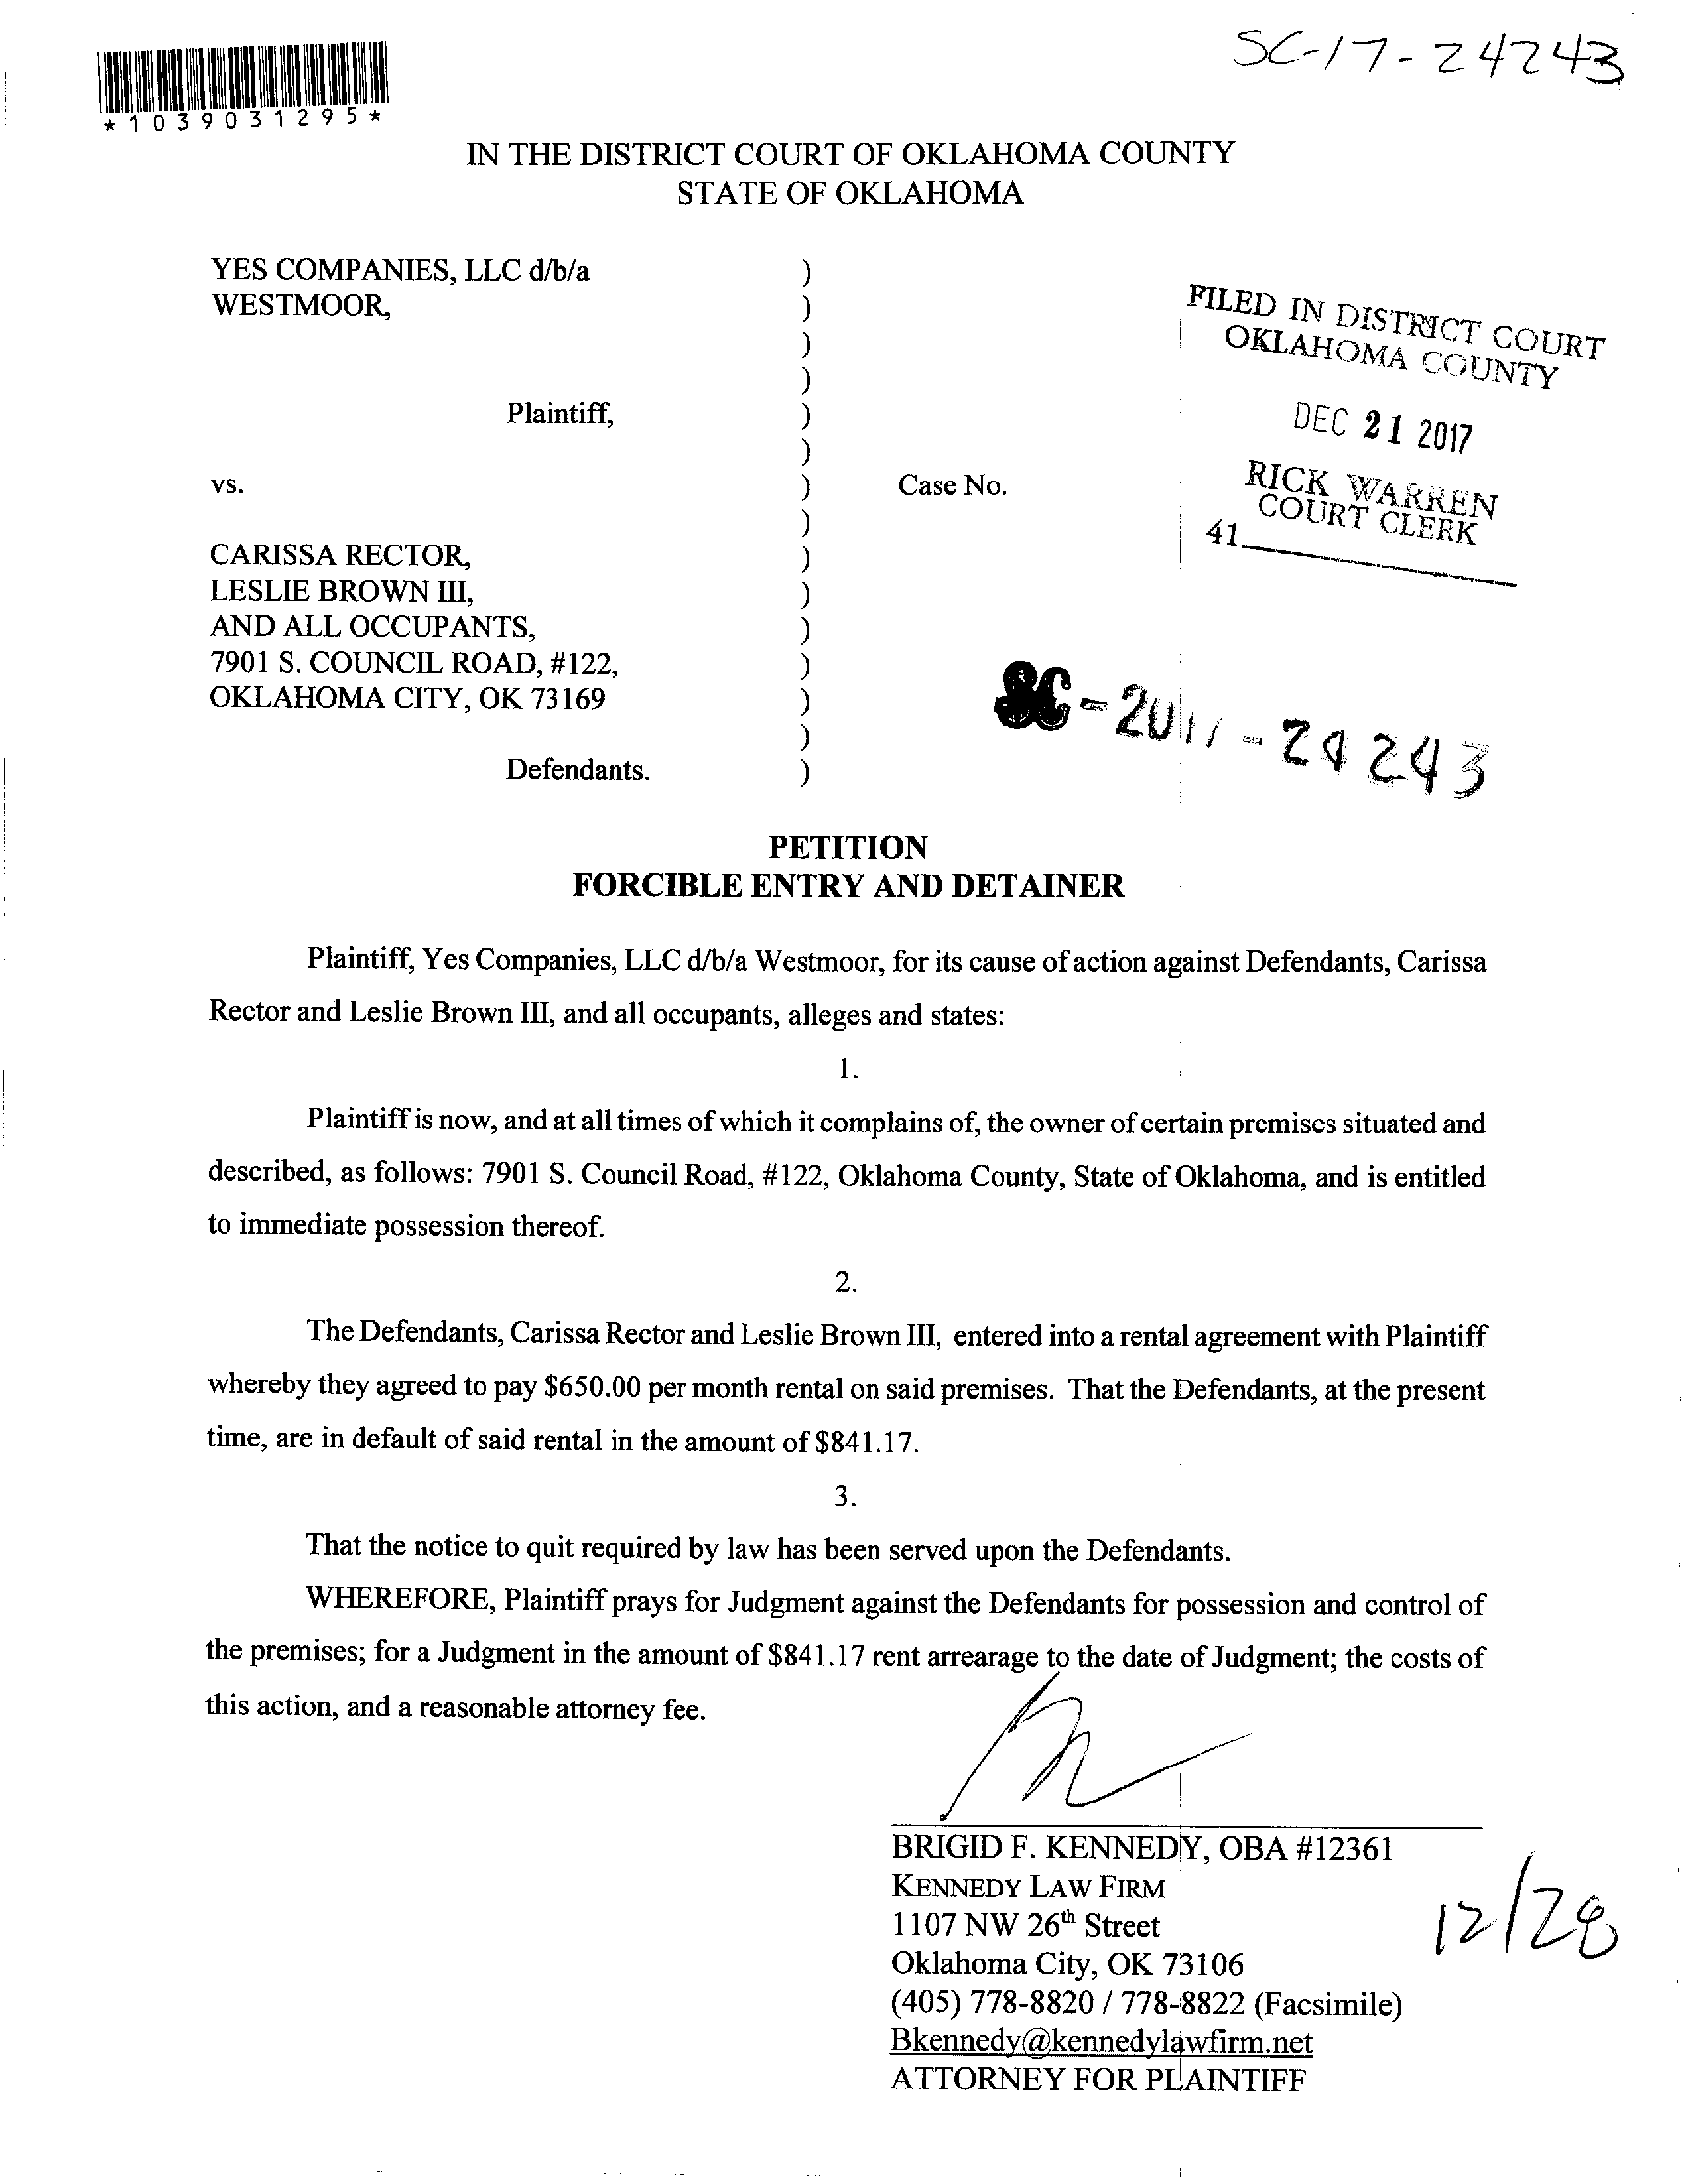 SC-17-24243
*1039031295*
IN THE DISTRICT COURT OF OKLAHOMA COUNTY
STATE OF OKLAHOMA
YES COMPANIES, LLC d/b/a )
WESTMOOR, )
)
)
Plaintiff, )
)
vs. ) Case No.
)
CARISSA RECTOR, )
LESLIE BROWN III, )
AND ALL OCCUPANTS, )
7901 S. COUNCIL ROAD, #122, )
OKLAHOMA CITY, OK 73169 )
)
Defendants. )
FILED IN DISTRICT COURT
OKLAHOMA COUNTY
DEC 21 2017
RICK WARREN
COURT CLERK
41
SC-2017-24243
PETITION
FORCIBLE ENTRY AND DETAINER
Plaintiff, Yes Companies, LLC d/b/a Westmoor, for its cause of action against Defendants, Carissa
Rector and Leslie Brown III, and all occupants, alleges and states:
1.
Plaintiff is now, and at all times of which it complains of, the owner of certain premises situated and
described, as follows: 7901 S. Council Road, #122, Oklahoma County, State of Oklahoma, and is entitled
to immediate possession thereof.
2.
The Defendants, Carissa Rector and Leslie Brown III, entered into a rental agreement with Plaintiff
whereby they agreed to pay $650.00 per month rental on said premises. That the Defendants, at the present
time, are in default of said rental in the amount of $841.17.
3.
That the notice to quit required by law has been served upon the Defendants.
WHEREFORE, Plaintiff prays for Judgment against the Defendants for possession and control of
the premises; for a Judgment in the amount of $841.17 rent arrearage to the date of Judgment; the costs of
this action, and a reasonable attorney fee.
BRIGID F. KENNEDY, OBA #12361
KENNEDY LAW FIRM
1107 NW 26th Street
Oklahoma City, OK 73106
(405) 778-8820 / 778-8822 (Facsimile)
Bkennedy@kennedylawfirm.net
ATTORNEY FOR PLAINTIFF
12/28